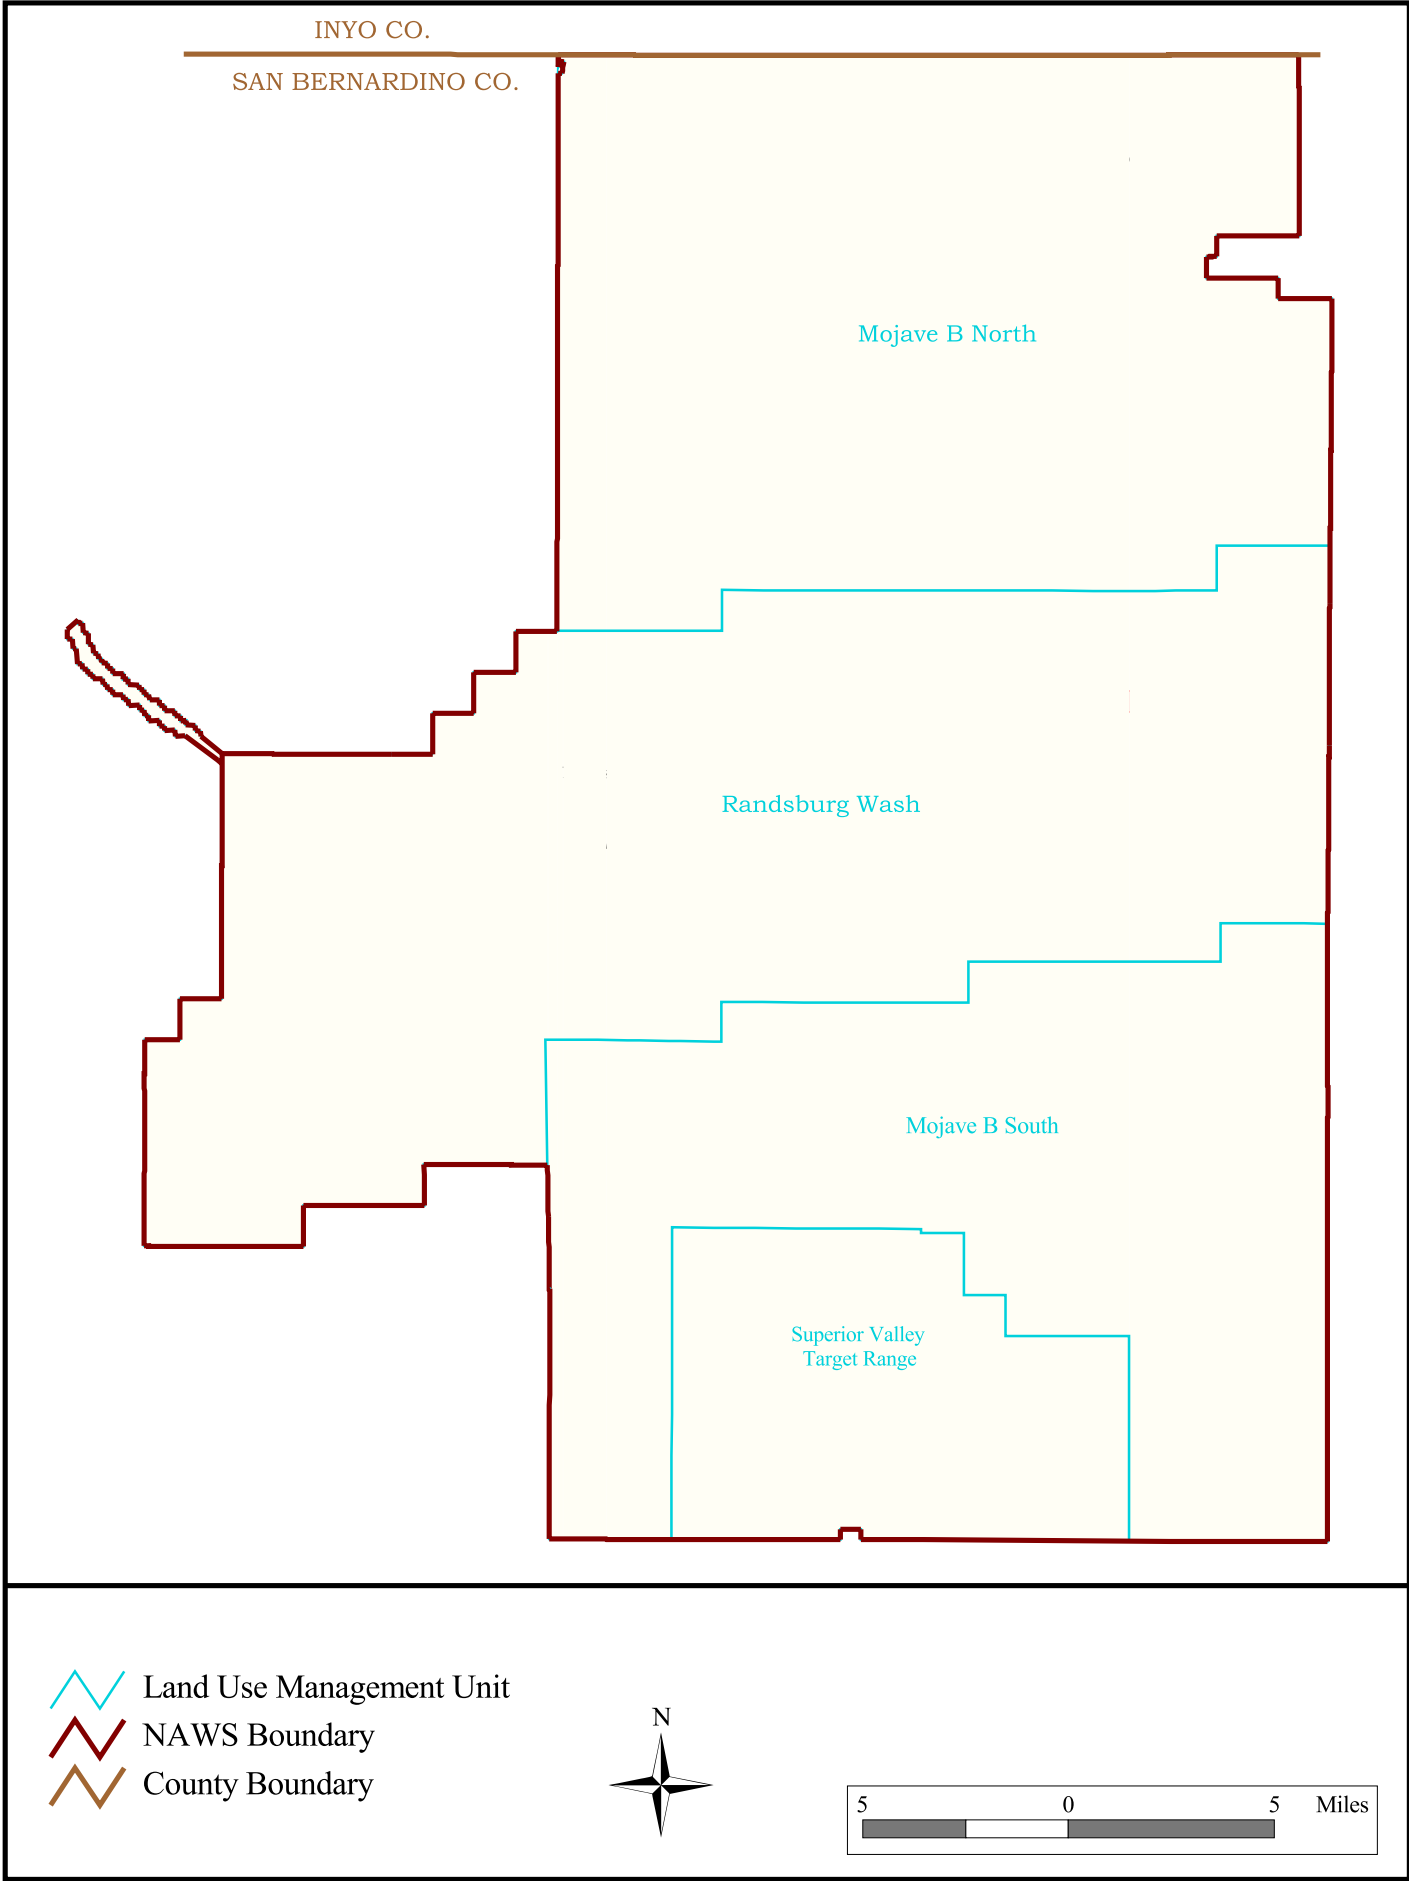 INYO CO.
SAN BERNARDINO CO.
Mojave B North
Randsburg Wash
Mojave B South
Superior Valley
Target Range
Land Use Management Unit
NAWS Boundary
County Boundary
N
5 0 5 Miles